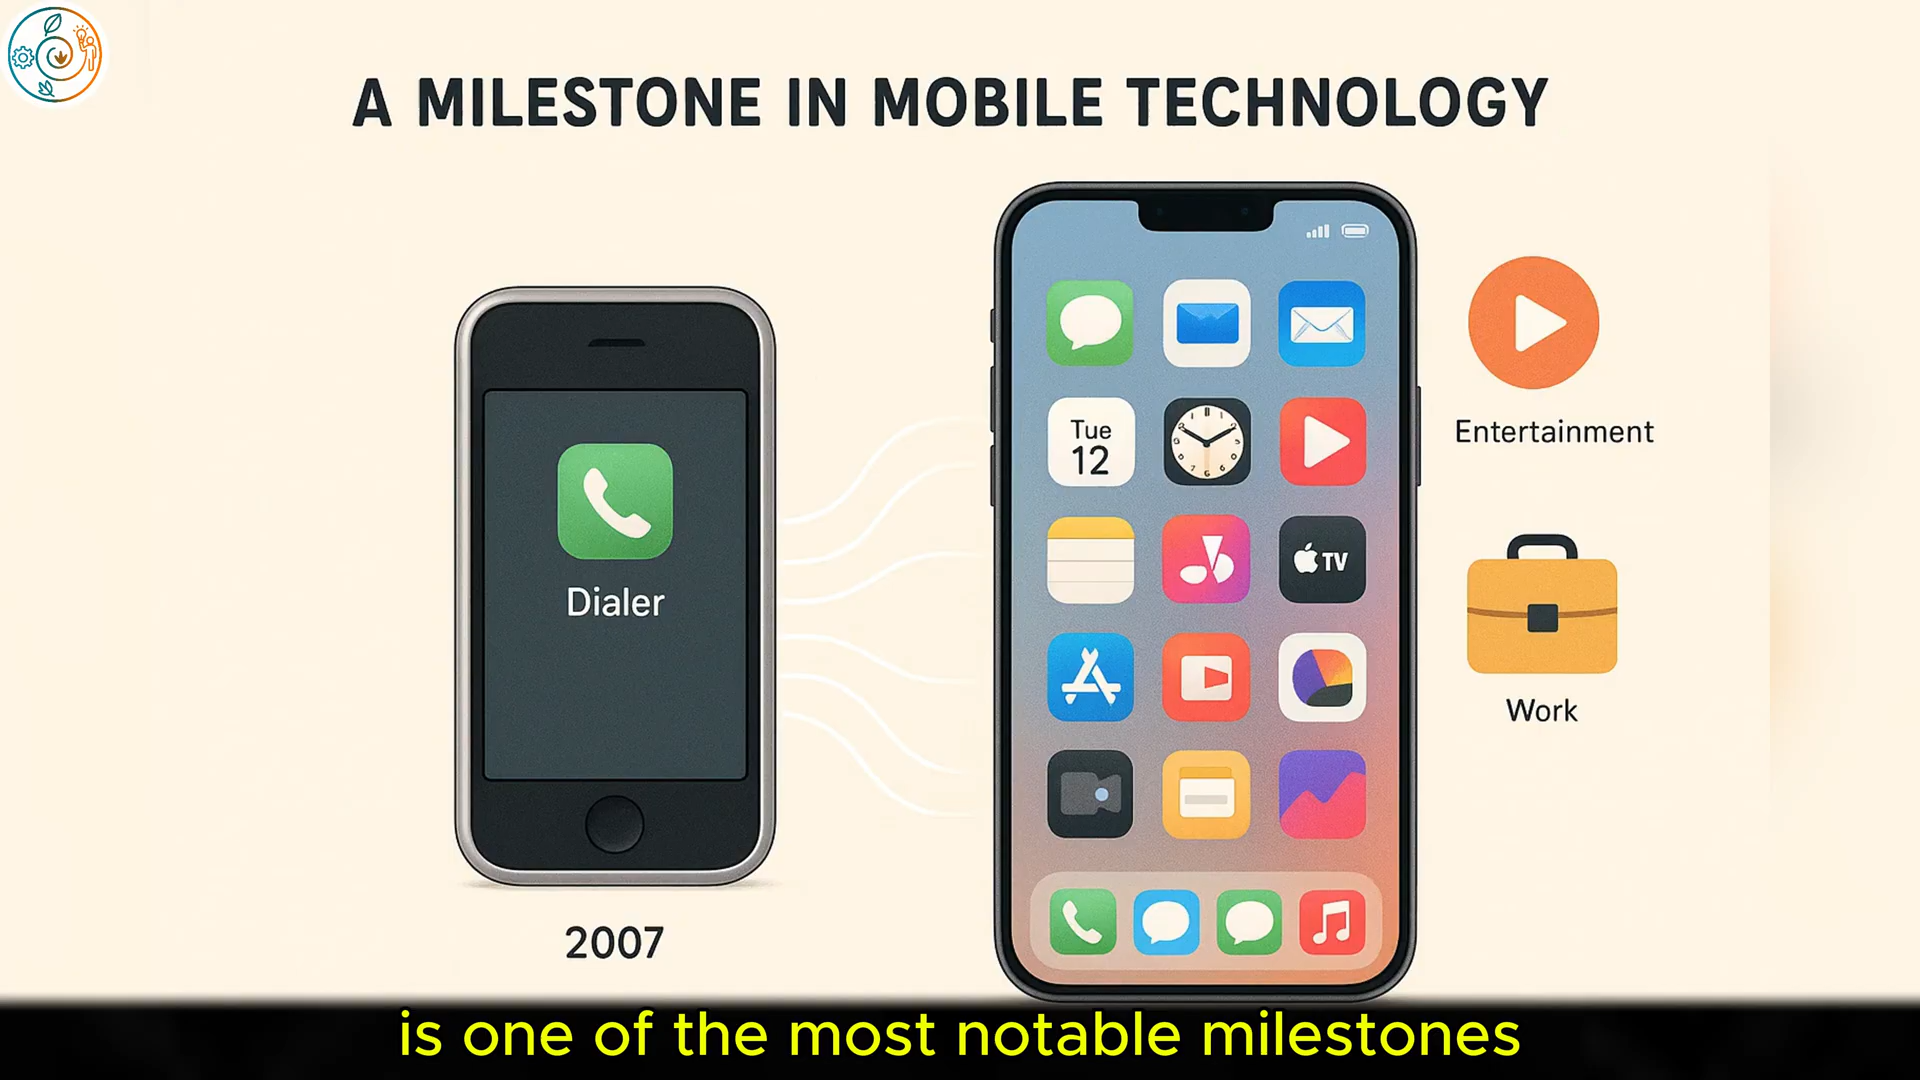 A MILESTONE IN MOBILE TECHNOLOGY
Dialer
2007
Tue
12
TV
Entertainment
Work
is one of the most notable milestones